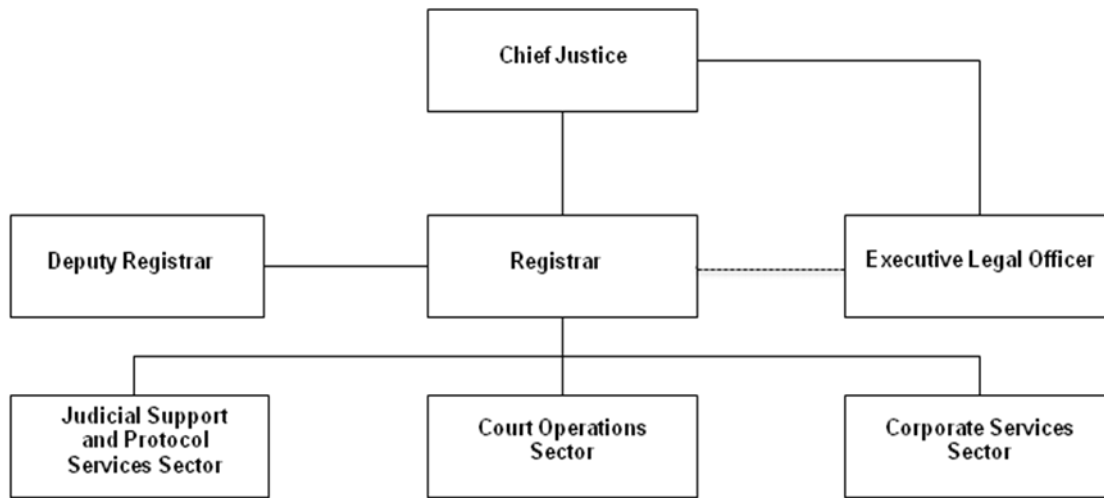 Chief Justice
Deputy Registrar
Registrar
Executive Legal Officer
Judicial Support
and Protocol
Services Sector
Court Operations
Sector
Corporate Services
Sector